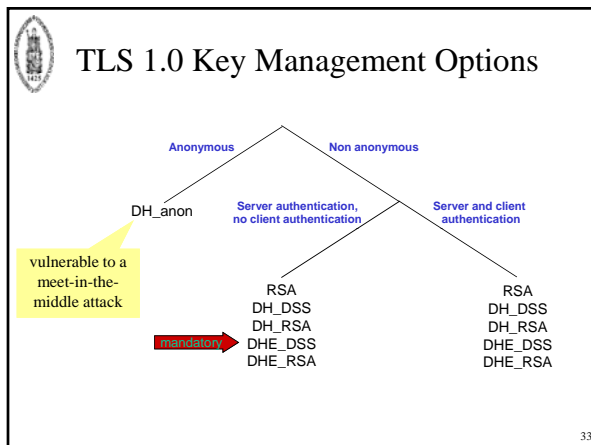 1425
TLS 1.0 Key Management Options
Anonymous
Non anonymous
DH_anon
Server authentication,
no client authentication
Server and client
authentication
vulnerable to a
meet-in-the-
middle attack
RSA
DH_DSS
DH_RSA
mandatory
DHE_DSS
DHE_RSA
RSA
DH_DSS
DH_RSA
DHE_DSS
DHE_RSA
33